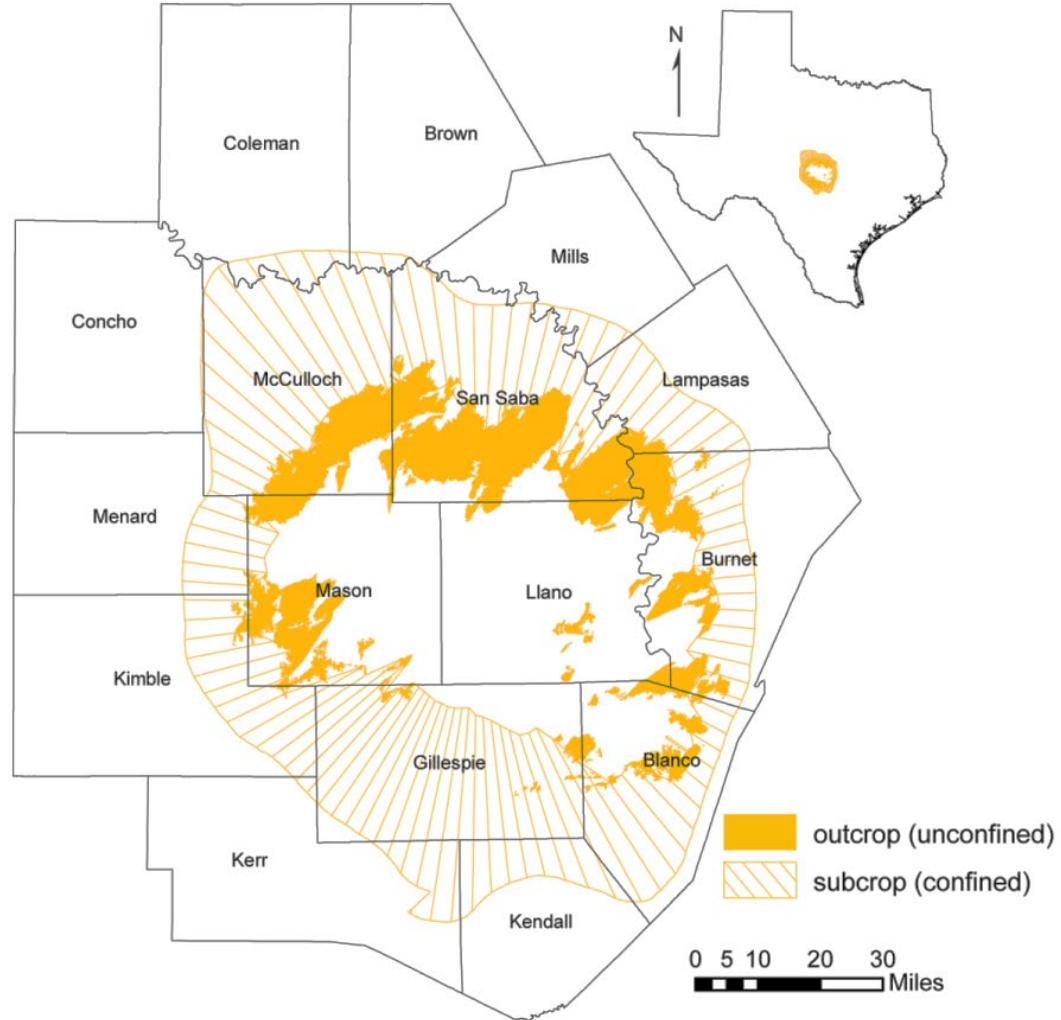 N
Coleman
Brown
Mills
Concho
McCulloch
San Saba
Lampasas
Menard
Mason
Llano
Burnet
Kimble
Gillespie
Blanco
Kerr
Kendall
outcrop (unconfined)
subcrop (confined)
0 5 10 20 30
Miles